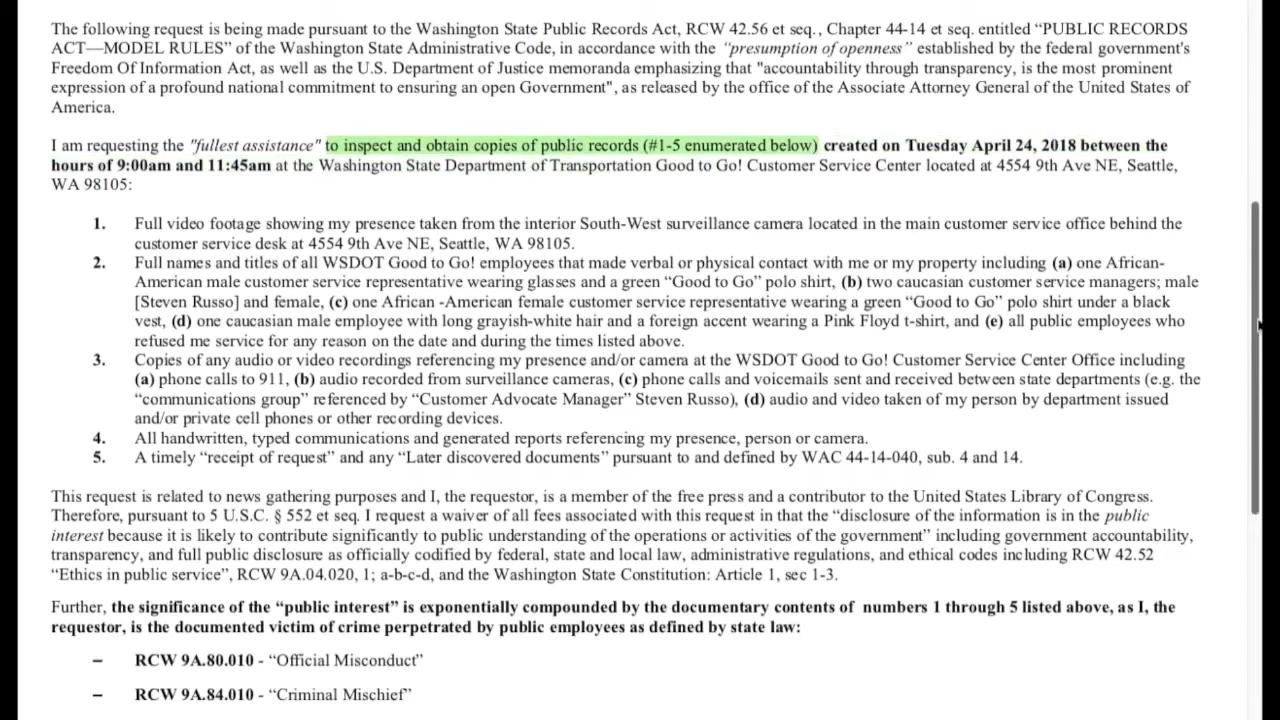 The following request is being made pursuant to the Washington State Public Records Act, RCW 42.56 et seq., Chapter 44-14 et seq. entitled “PUBLIC RECORDS
ACT—MODEL RULES” of the Washington State Administrative Code, in accordance with the “presumption of openness” established by the federal government's
Freedom Of Information Act, as well as the U.S. Department of Justice memoranda emphasizing that "accountability through transparency, is the most prominent
expression of a profound national commitment to ensuring an open Government", as released by the office of the Associate Attorney General of the United States of
America.
I am requesting the "fullest assistance" to inspect and obtain copies of public records (#1-5 enumerated below) created on Tuesday April 24, 2018 between the
hours of 9:00am and 11:45am at the Washington State Department of Transportation Good to Go! Customer Service Center located at 4554 9th Ave NE, Seattle,
WA 98105:
1. Full video footage showing my presence taken from the interior South-West surveillance camera located in the main customer service office behind the
customer service desk at 4554 9th Ave NE, Seattle, WA 98105.
2. Full names and titles of all WSDOT Good to Go! employees that made verbal or physical contact with me or my property including (a) one African-
American male customer service representative wearing glasses and a green “Good to Go” polo shirt, (b) two caucasian customer service managers; male
[Steven Russo] and female, (c) one African -American female customer service representative wearing a green “Good to Go” polo shirt under a black
vest, (d) one caucasian male employee with long grayish-white hair and a foreign accent wearing a Pink Floyd t-shirt, and (e) all public employees who
refused me service for any reason on the date and during the times listed above.
3. Copies of any audio or video recordings referencing my presence and/or camera at the WSDOT Good to Go! Customer Service Center Office including
(a) phone calls to 911, (b) audio recorded from surveillance cameras, (c) phone calls and voicemails sent and received between state departments (e.g. the
“communications group” referenced by “Customer Advocate Manager” Steven Russo), (d) audio and video taken of my person by department issued
and/or private cell phones or other recording devices.
4. All handwritten, typed communications and generated reports referencing my presence, person or camera.
5. A timely “receipt of request” and any “Later discovered documents” pursuant to and defined by WAC 44-14-040, sub. 4 and 14.
This request is related to news gathering purposes and I, the requestor, is a member of the free press and a contributor to the United States Library of Congress.
Therefore, pursuant to 5 U.S.C. § 552 et seq. I request a waiver of all fees associated with this request in that the “disclosure of the information is in the public
interest because it is likely to contribute significantly to public understanding of the operations or activities of the government” including government accountability,
transparency, and full public disclosure as officially codified by federal, state and local law, administrative regulations, and ethical codes including RCW 42.52
“Ethics in public service”, RCW 9A.04.020, 1; a-b-c-d, and the Washington State Constitution: Article 1, sec 1-3.
Further, the significance of the “public interest” is exponentially compounded by the documentary contents of numbers 1 through 5 listed above, as I, the
requestor, is the documented victim of crime perpetrated by public employees as defined by state law:
– RCW 9A.80.010 - “Official Misconduct”
– RCW 9A.84.010 - “Criminal Mischief”